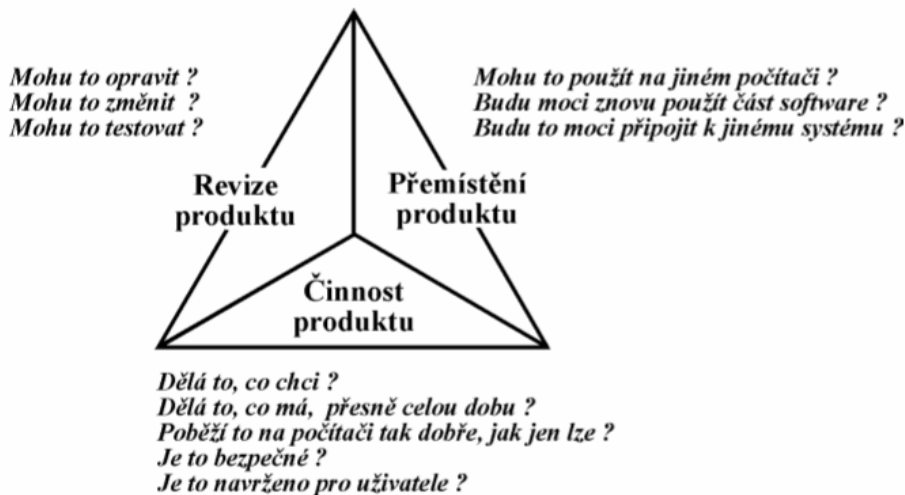 Mohu to opravit ?
Mohu to změnit ?
Mohu to testovat ?
Mohu to použít na jiném počítači ?
Budu moci znovu použít část software ?
Budu to moci připojit k jinému systému ?
Revize
produktu
Přemístění
produktu
Činnost
produktu
Dělá to, co chci ?
Dělá to, co má, přesně celou dobu ?
Poběží to na počítači tak dobře, jak jen lze ?
Je to bezpečné ?
Je to navrženo pro uživatele ?